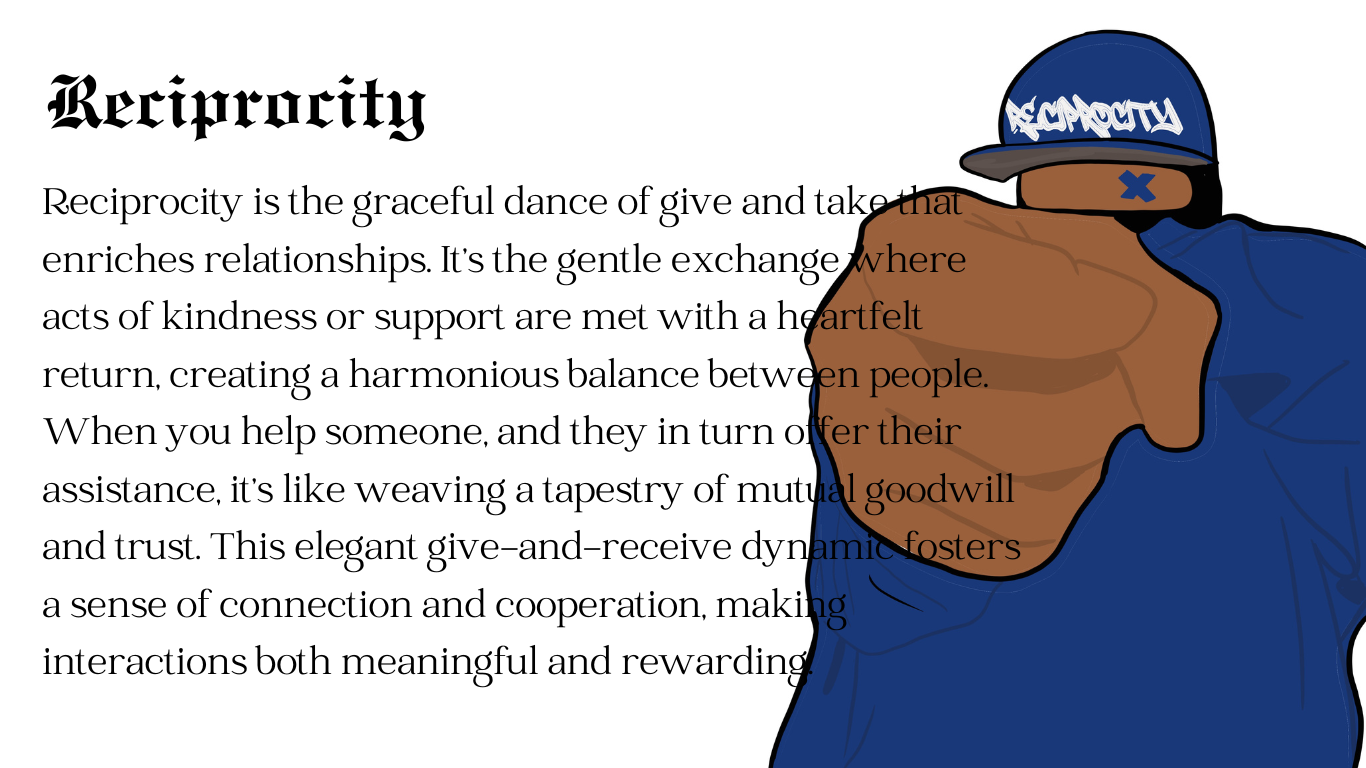 Reciprocity
RECIPROCITY
Reciprocity is the graceful dance of give and take that
enriches relationships. It's the gentle exchange where
acts of kindness or support are met with a heartfelt
return, creating a harmonious balance between people.
When you help someone, and they in turn offer their
assistance, it's like weaving a tapestry of mutual goodwill
and trust. This elegant give–and–receive dynamic fosters
a sense of connection and cooperation, making
interactions both meaningful and rewarding.